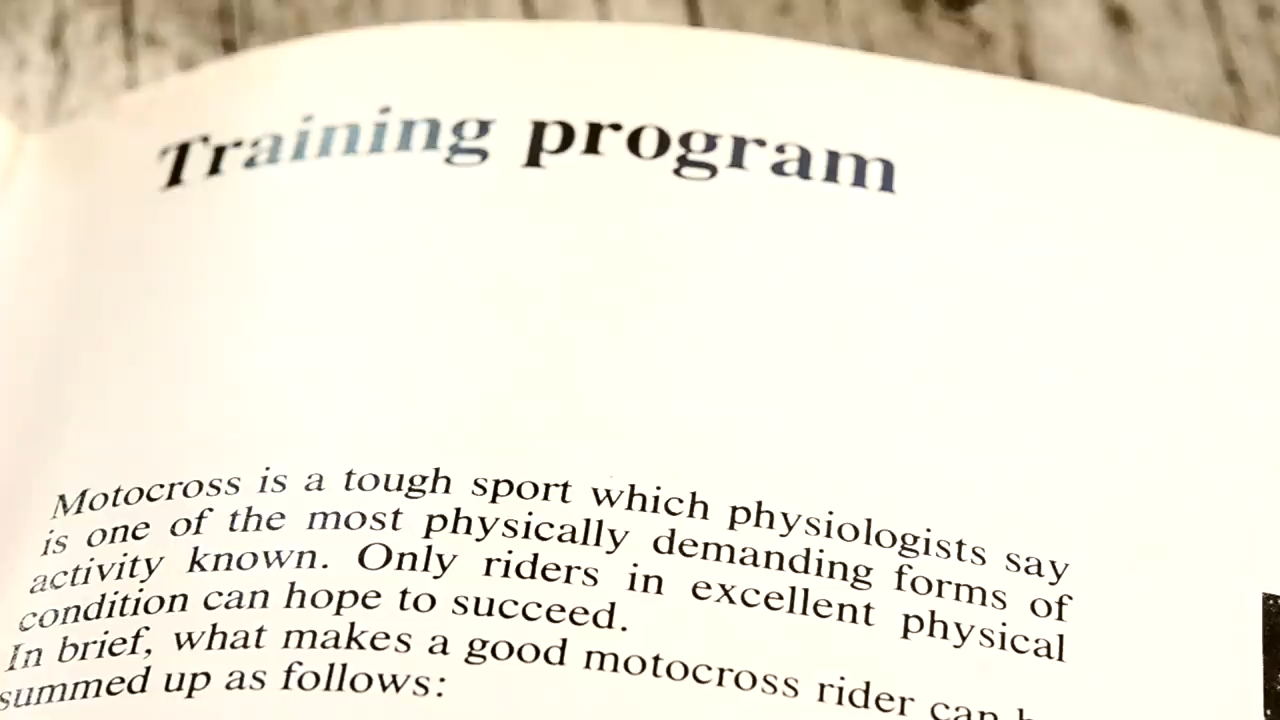 Training program
Motocross is a tough sport which physiologists say
is one of the most physically demanding forms of
activity known. Only riders in excellent physical
condition can hope to succeed.
In brief, what makes a good motocross rider can
summed up as follows: